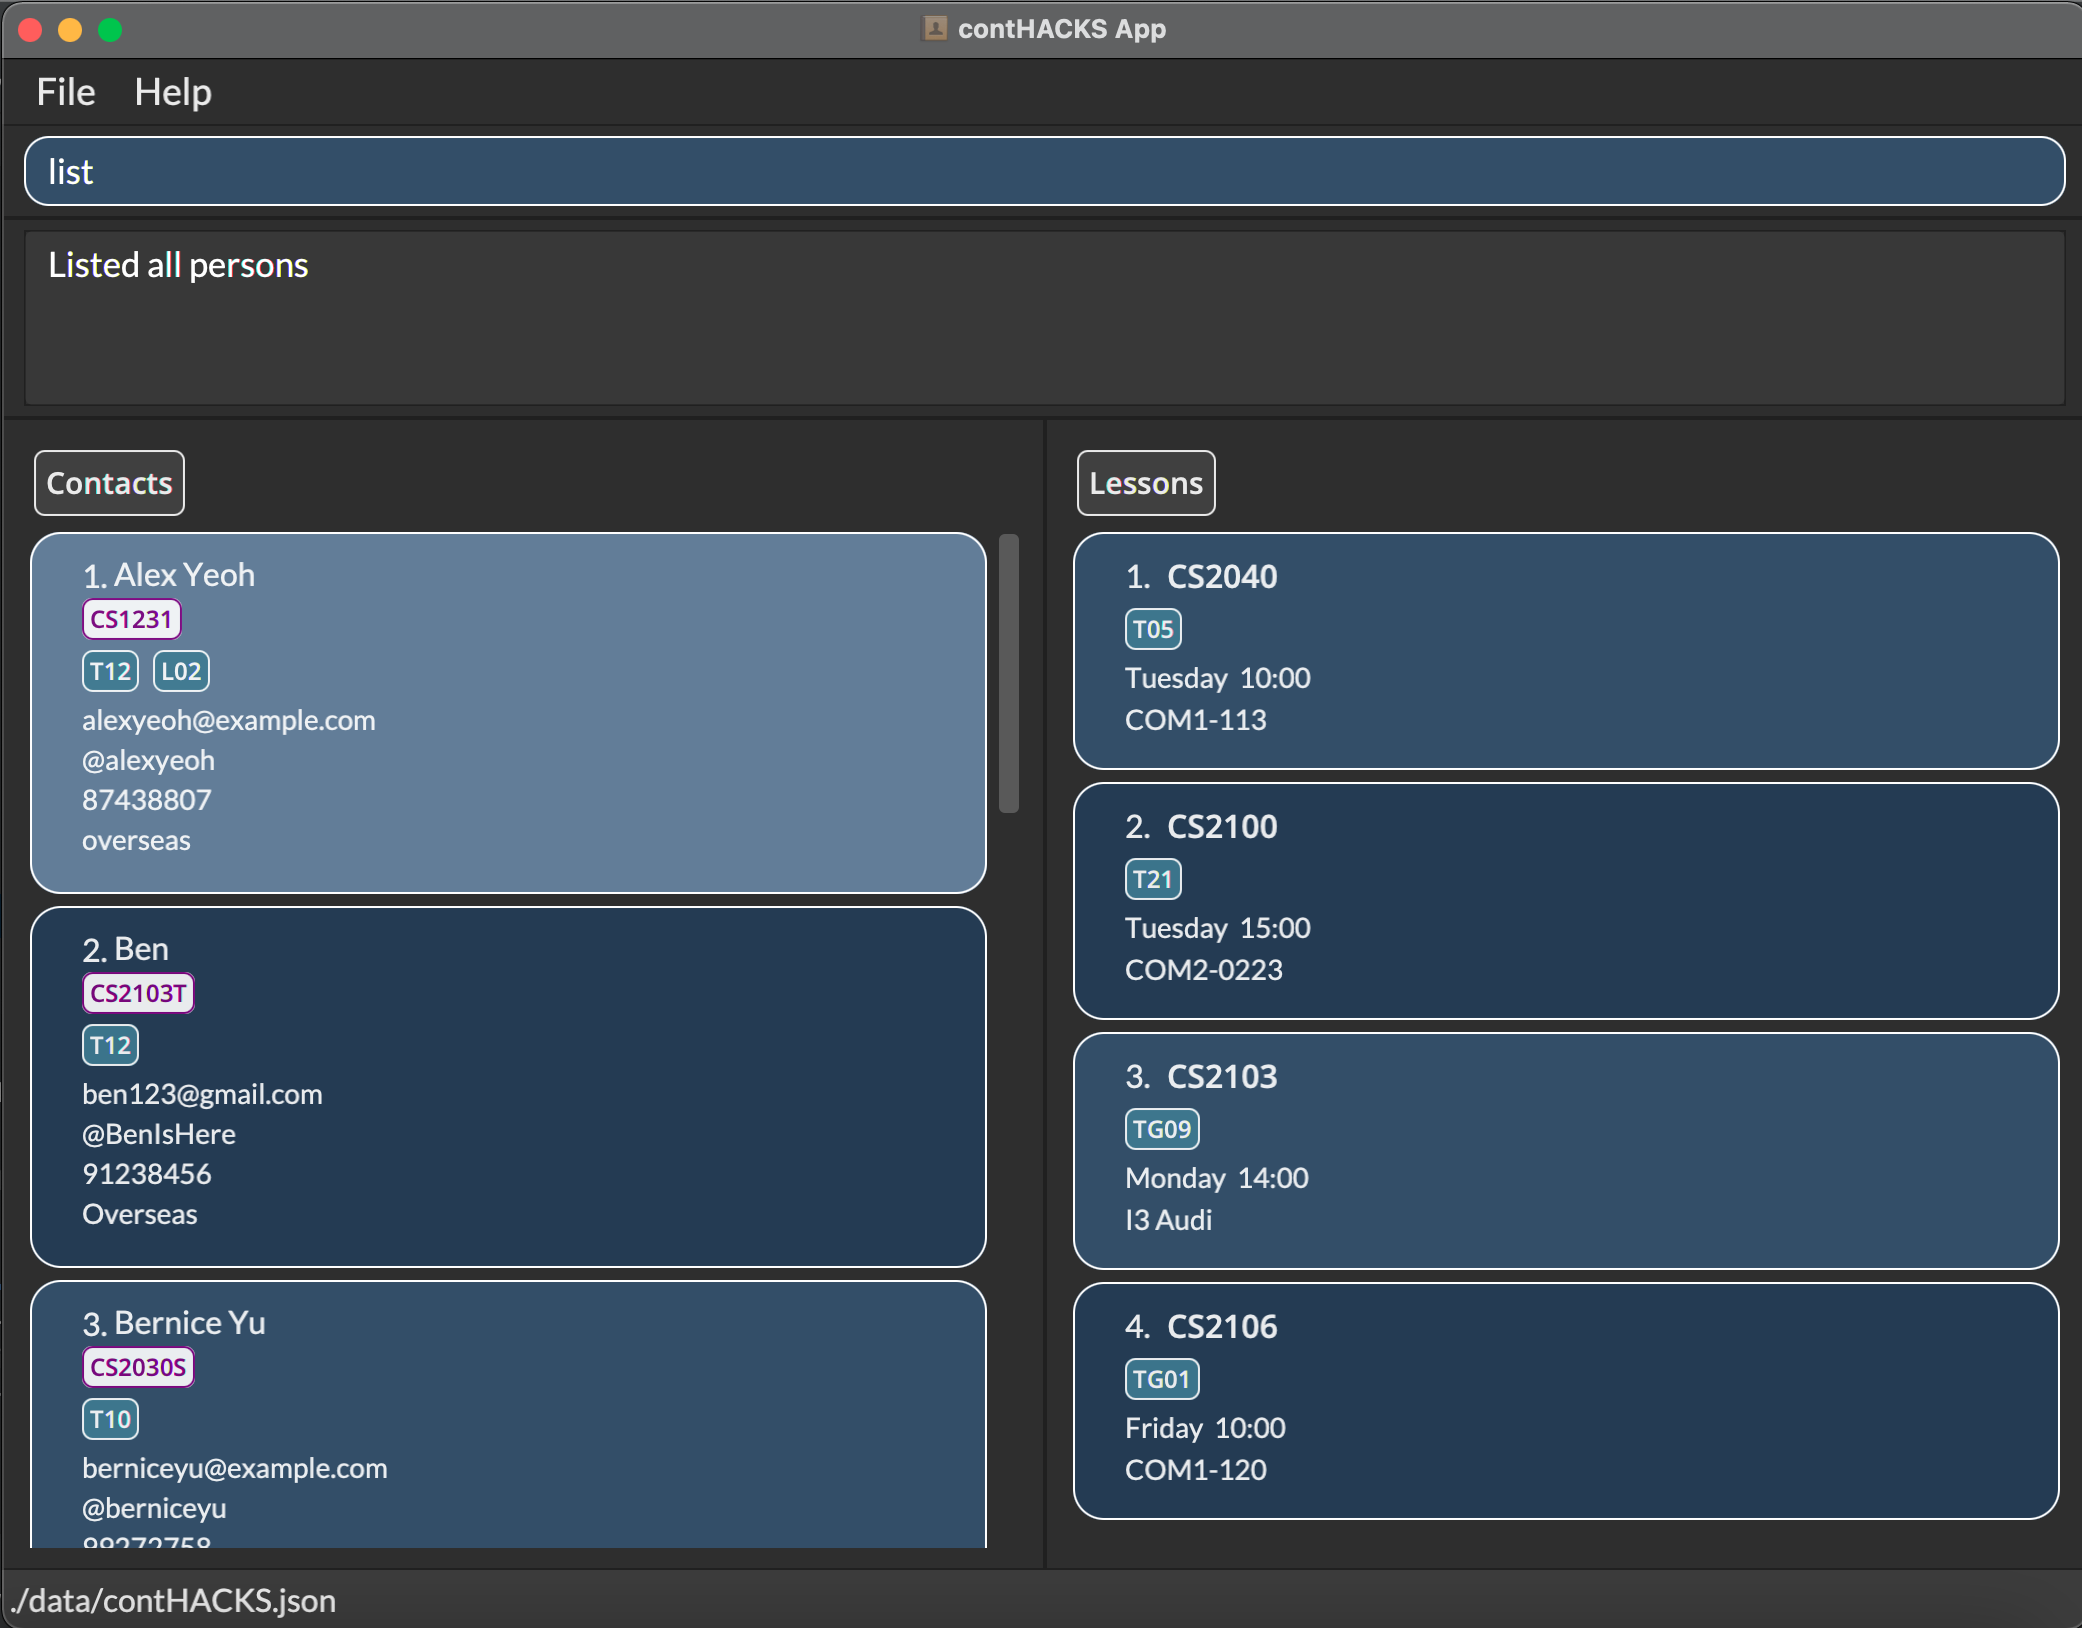 contHACKS App
File Help
list
Listed all persons
Contacts
1. Alex Yeoh
CS1231
T12 L02
alexyeoh@example.com
@alexyeoh
87438807
overseas
2. Ben
CS2103T
T12
ben123@gmail.com
@BenIsHere
91238456
Overseas
3. Bernice Yu
CS2030S
T10
berniceyu@example.com
@berniceyu
99272758
Lessons
1. CS2040
T05
Tuesday 10:00
COM1-113
2. CS2100
T21
Tuesday 15:00
COM2-0223
3. CS2103
TG09
Monday 14:00
I3 Audi
4. CS2106
TG01
Friday 10:00
COM1-120
./data/contHACKS.json